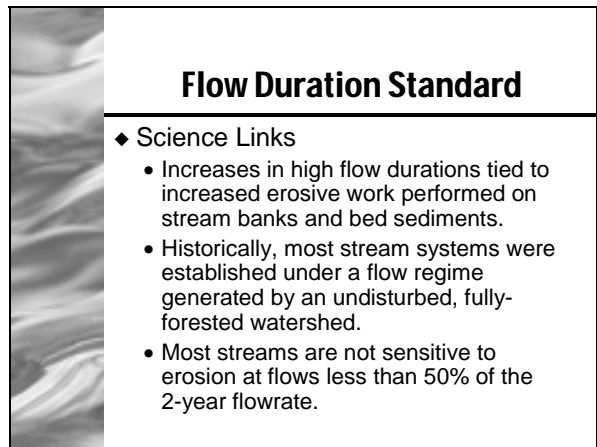 Flow Duration Standard
◆ Science Links
• Increases in high flow durations tied to
increased erosive work performed on
stream banks and bed sediments.
• Historically, most stream systems were
established under a flow regime
generated by an undisturbed, fully-
forested watershed.
• Most streams are not sensitive to
erosion at flows less than 50% of the
2-year flowrate.